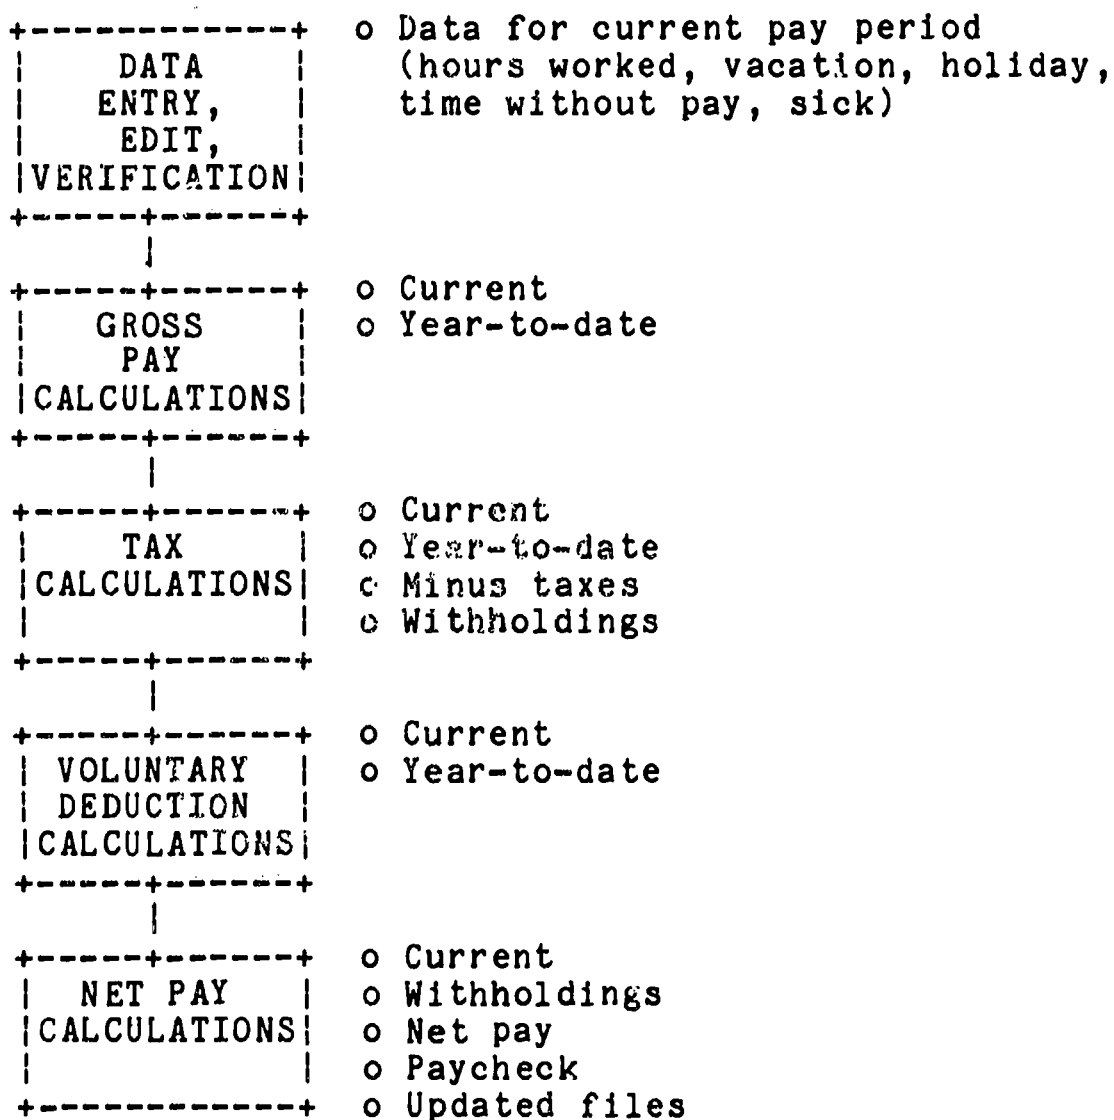 o Data for current pay period
DATA (hours worked, vacation, holiday,
ENTRY, time without pay, sick)
EDIT,
VERIFICATION
o Current
GROSS o Year-to-date
PAY
CALCULATIONS
o Current
TAX o Year-to-date
CALCULATIONS o Minus taxes
o Withholdings
o Current
VOLUNTARY o Year-to-date
DEDUCTION
CALCULATIONS
o Current
NET PAY o Withholdings
CALCULATIONS o Net pay
o Paycheck
o Updated files